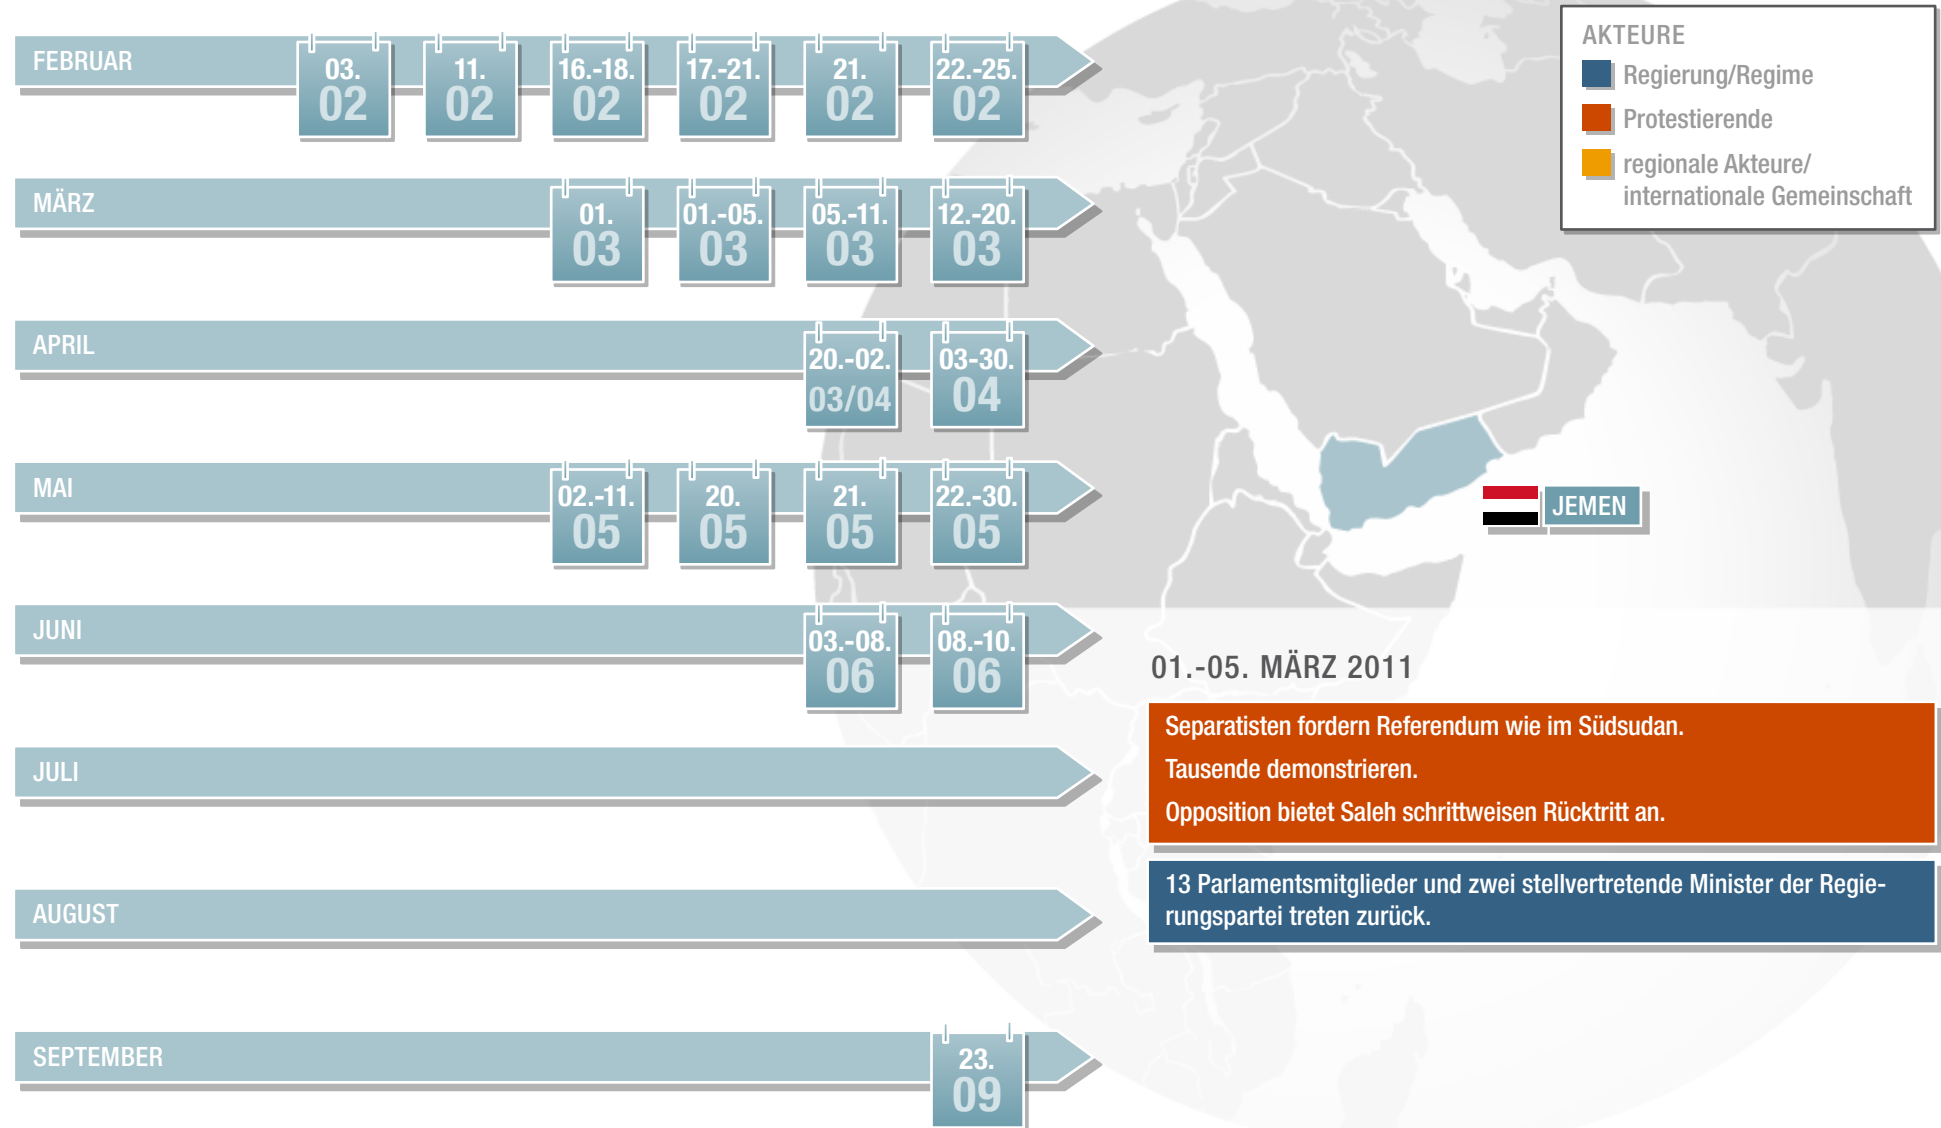 FEBRUAR
03.
02
11.
02
16.-18.
02
17.-21.
02
21.
02
22.-25.
02
MÄRZ
01.
03
01.-05.
03
05.-11.
03
12.-20.
03
APRIL
20.-02.
03/04
03-30.
04
MAI
02.-11.
05
20.
05
21.
05
22.-30.
05
JUNI
03.-08.
06
08.-10.
06
JULI
AUGUST
SEPTEMBER
23.
09
AKTEURE
Regierung/Regime
Protestierende
regionale Akteure/
internationale Gemeinschaft
JEMEN
01.-05. MÄRZ 2011
Separatisten fordern Referendum wie im Südsudan.
Tausende demonstrieren.
Opposition bietet Saleh schrittweisen Rücktritt an.
13 Parlamentsmitglieder und zwei stellvertretende Minister der Regie-
rungspartei treten zurück.